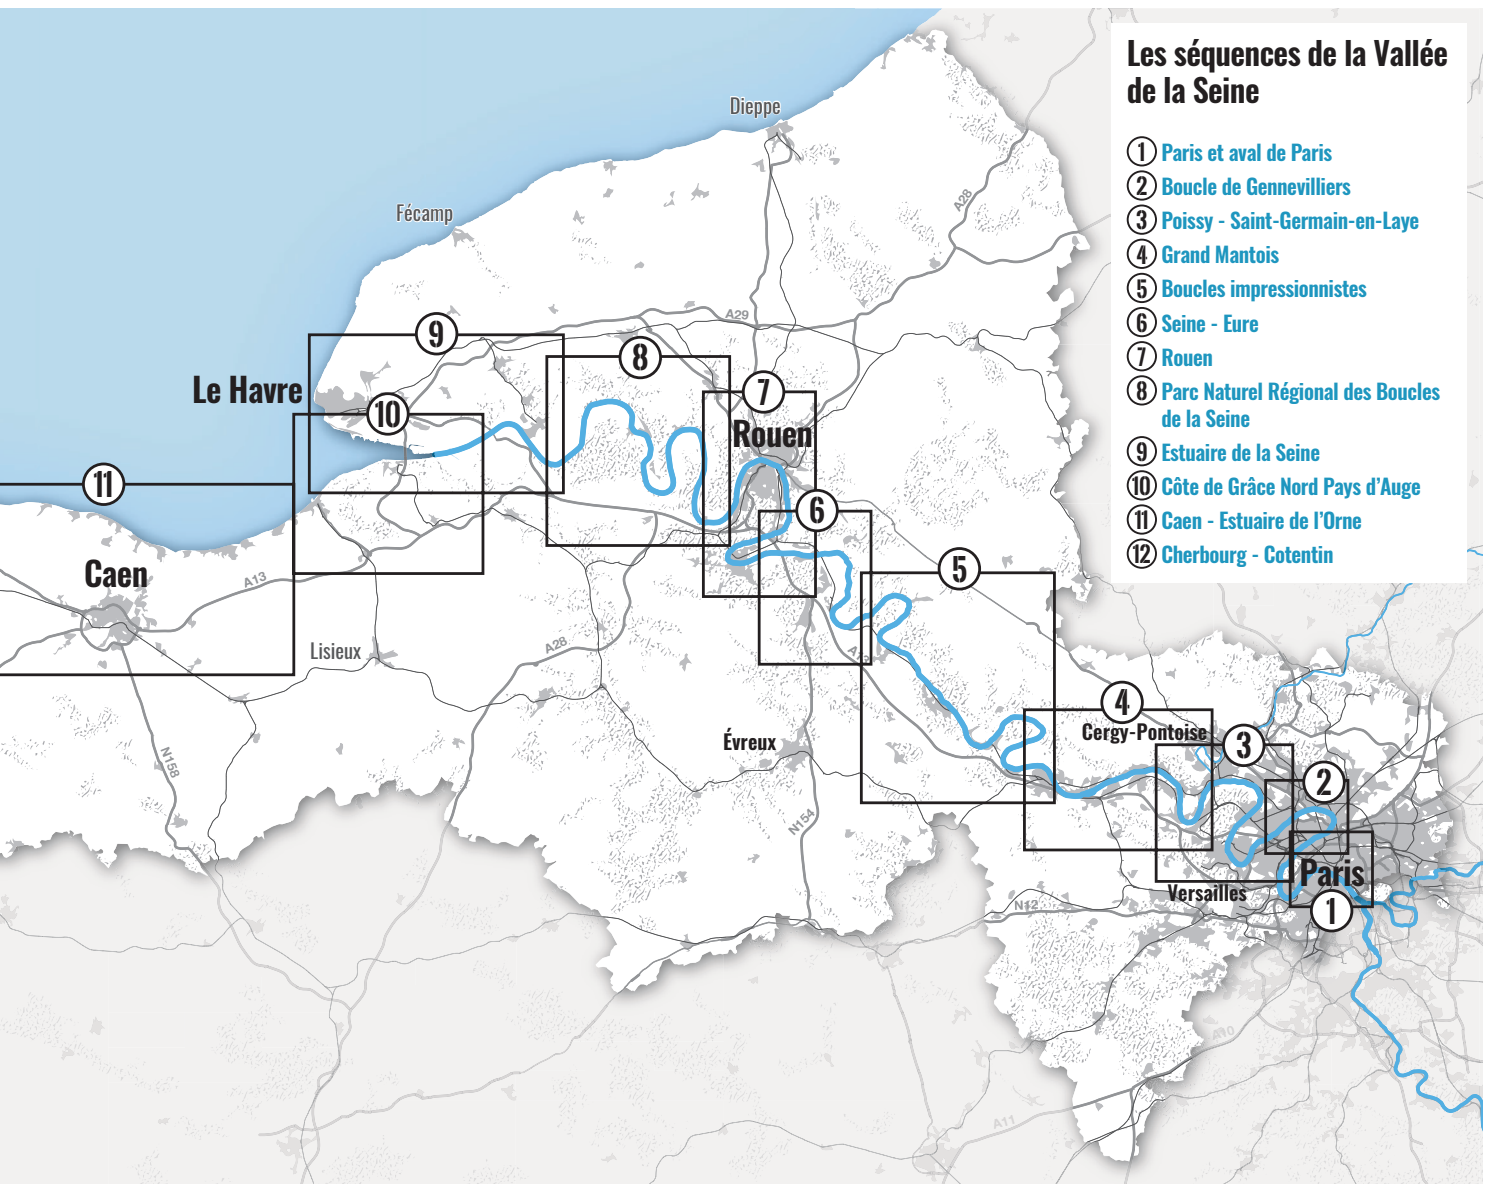 Les séquences de la Vallée
de la Seine
1 Paris et aval de Paris
2 Boucle de Gennevilliers
3 Poissy - Saint-Germain-en-Laye
4 Grand Mantois
5 Boucles impressionnistes
6 Seine - Eure
7 Rouen
8 Parc Naturel Régional des Boucles
de la Seine
9 Estuaire de la Seine
10 Côte de Grâce Nord Pays d'Auge
11 Caen - Estuaire de l'Orne
12 Cherbourg - Cotentin
Dieppe
A28
Fécamp
A29
9
8
7
Le Havre
10
Rouen
11
6
Caen
A13
5
Lisieux
A28
A13
4
Cergy-Pontoise
3
Évreux
N158
2
N154
Paris
Versailles
1
N12
A10
A11